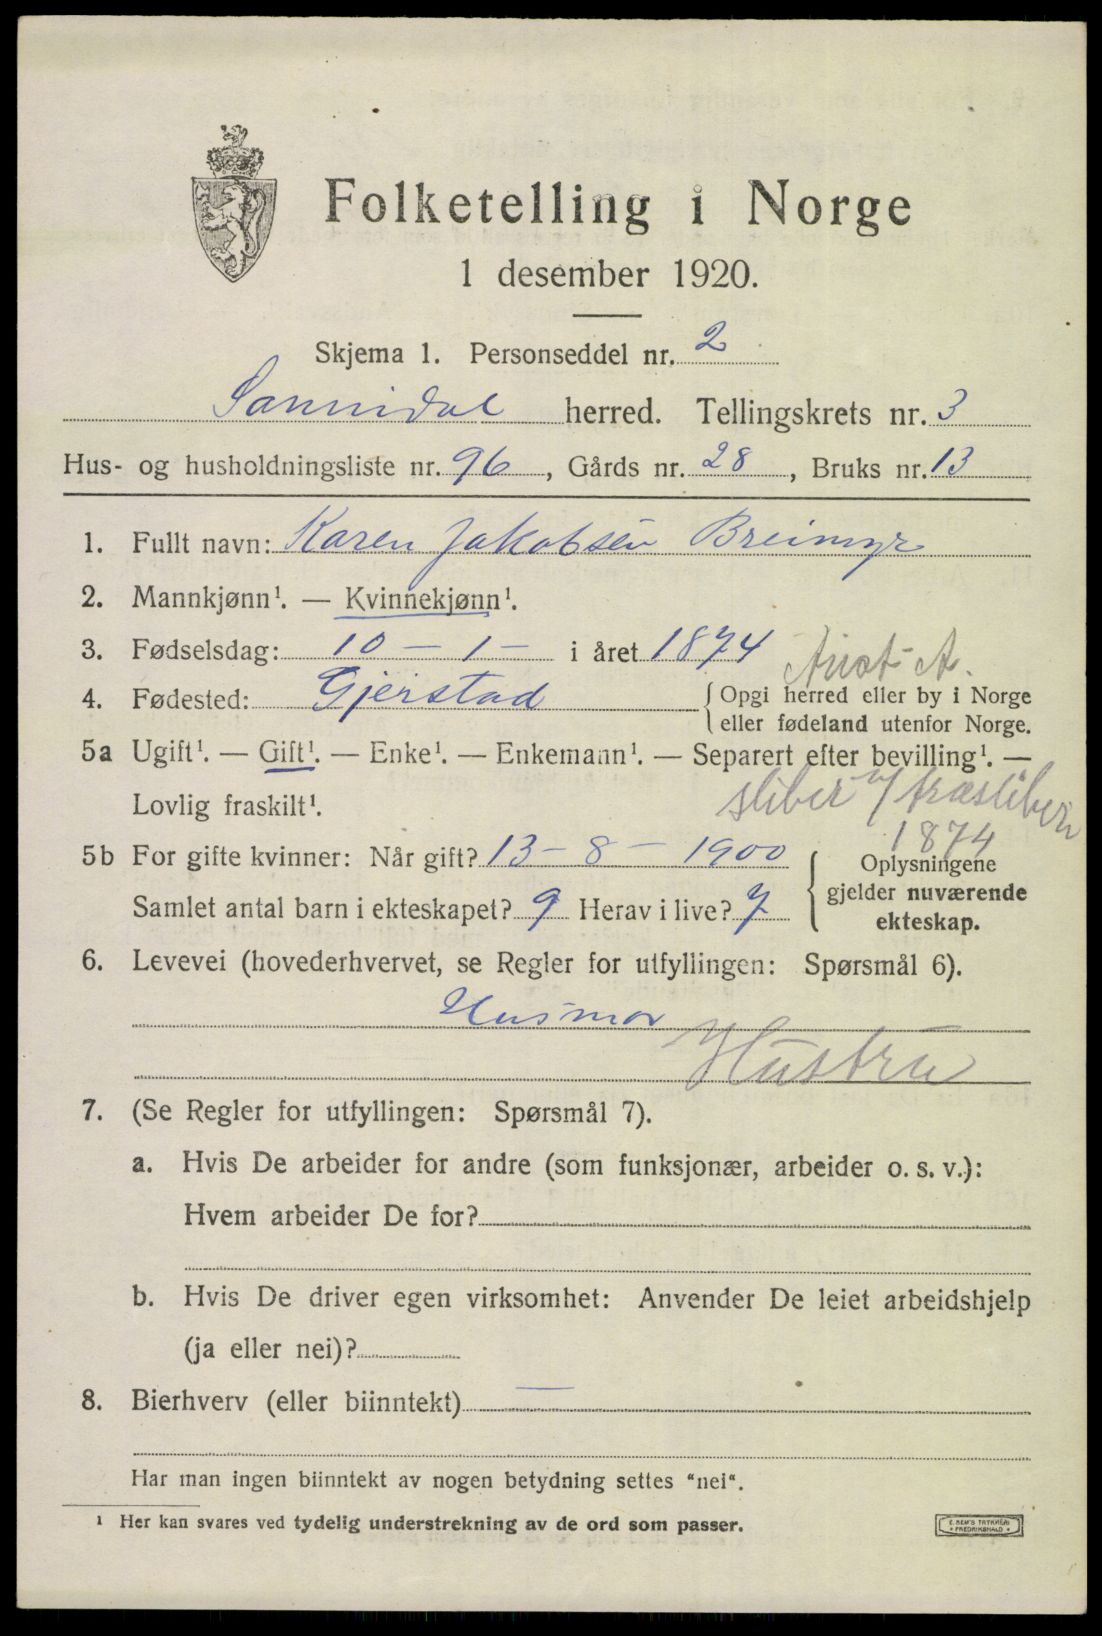 Folketelling i Norge
1 desember 1920.
Skjema 1. Personseddel nr. 2
Sannidal herred. Tellingskrets nr. 3
Hus- og husholdningsliste nr. 96, Gårds nr. 28, Bruks nr. 13
1. Fullt navn: Karen Jakobsen Breimyr
2. Mannkjønn¹. — Kvinnekjønn¹.
3. Fødselsdag: 10 – 1 – i året 1874
Aust-A.
4. Fødested: Gjerstad { Opgi herred eller by i Norge
eller fødeland utenfor Norge.
5a Ugift¹. — Gift¹. — Enke¹. — Enkemann¹. — Separert efter bevilling¹. —
Lovlig fraskilt¹.
sliber v/ træsliberi
1874
5b For gifte kvinner: Når gift? 13 – 8 – 1900 { Oplysningene
gjelder nuværende
ekteskap.
Samlet antal barn i ekteskapet? 9 Herav i live? 7
6. Levevei (hovederhvervet, se Regler for utfyllingen: Spørsmål 6).
Husmor
Hustru
7. (Se Regler for utfyllingen: Spørsmål 7).
a. Hvis De arbeider for andre (som funksjonær, arbeider o. s. v.):
Hvem arbeider De for?
b. Hvis De driver egen virksomhet: Anvender De leiet arbeidshjelp
(ja eller nei)?
8. Bierhverv (eller biinntekt) —
Har man ingen biinntekt av nogen betydning settes "nei".
¹ Her kan svares ved tydelig understrekning av de ord som passer.
E. SEM'S TRYKKERI
• FREDRIKSHALD •